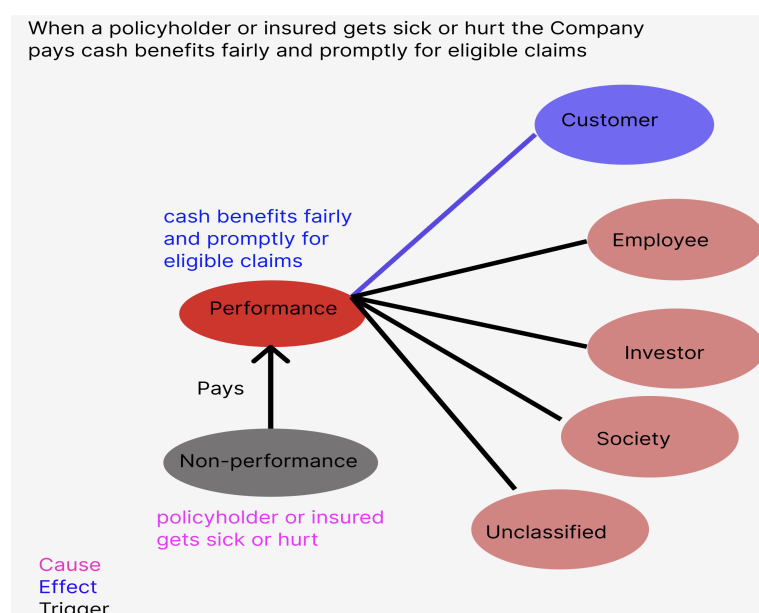 When a policyholder or insured gets sick or hurt the Company
pays cash benefits fairly and promptly for eligible claims
Customer
cash benefits fairly
and promptly for
eligible claims
Employee
Performance
Investor
Pays
Society
Non-performance
policyholder or insured
gets sick or hurt
Unclassified
Cause
Effect
Trigger